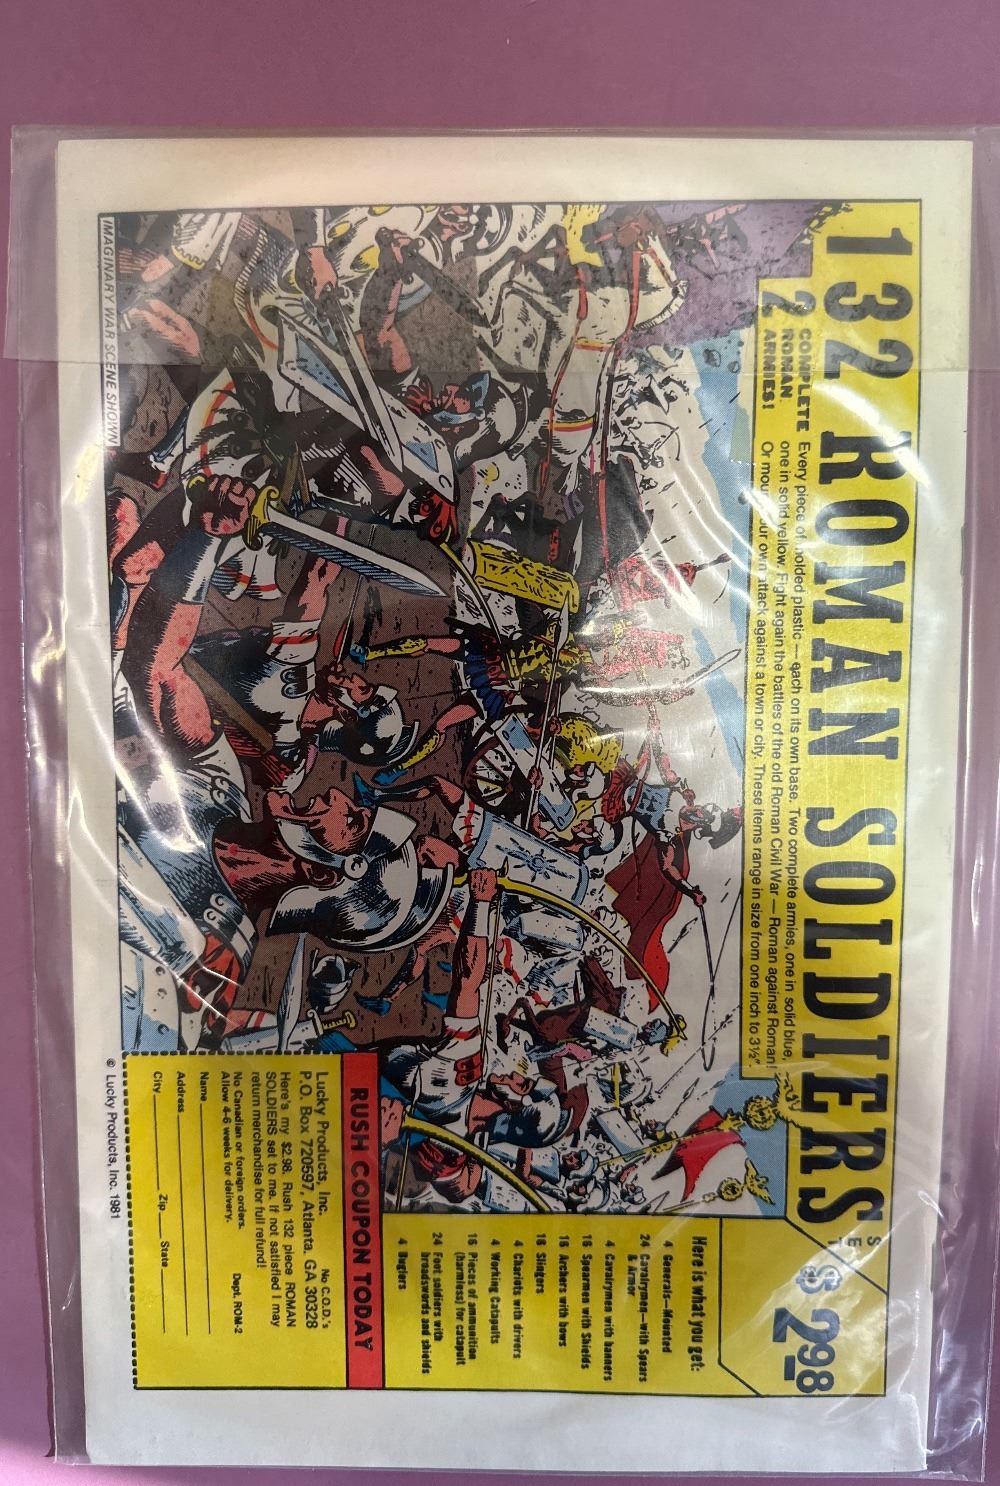 132 ROMAN SOLDIERS
SET
$2.98
2 COMPLETE
ROMAN
ARMIES!
Every piece of molded plastic — each on its own base. Two complete armies, one in solid blue,
one in solid yellow. Fight again the battles of the old Roman Civil War — Roman against Roman!
Or mount your own attack against a town or city. These items range in size from one inch to 3½".
Here is what you get:
4 Generals—Mounted
24 Cavalrymen—with Spears
& Armor
4 Cavalrymen with banners
16 Spearmen with Shields
16 Archers with bows
16 Slingers
4 Chariots with drivers
4 Working Catapults
16 Pieces of ammunition
(harmless) for catapult
24 Foot soldiers with
broadswords and shields
4 Buglers
RUSH COUPON TODAY
Lucky Products, Inc. No C.O.D.'s
P.O. Box 720597, Atlanta, GA 30328
Here's my $2.98. Rush 132 piece ROMAN
SOLDIERS set to me. If not satisfied I may
return merchandise for full refund!
No Canadian or foreign orders.
Allow 4-6 weeks for delivery. Dept. ROM-2
Name
Address
City Zip State
IMAGINARY WAR SCENE SHOWN
© Lucky Products, Inc. 1981